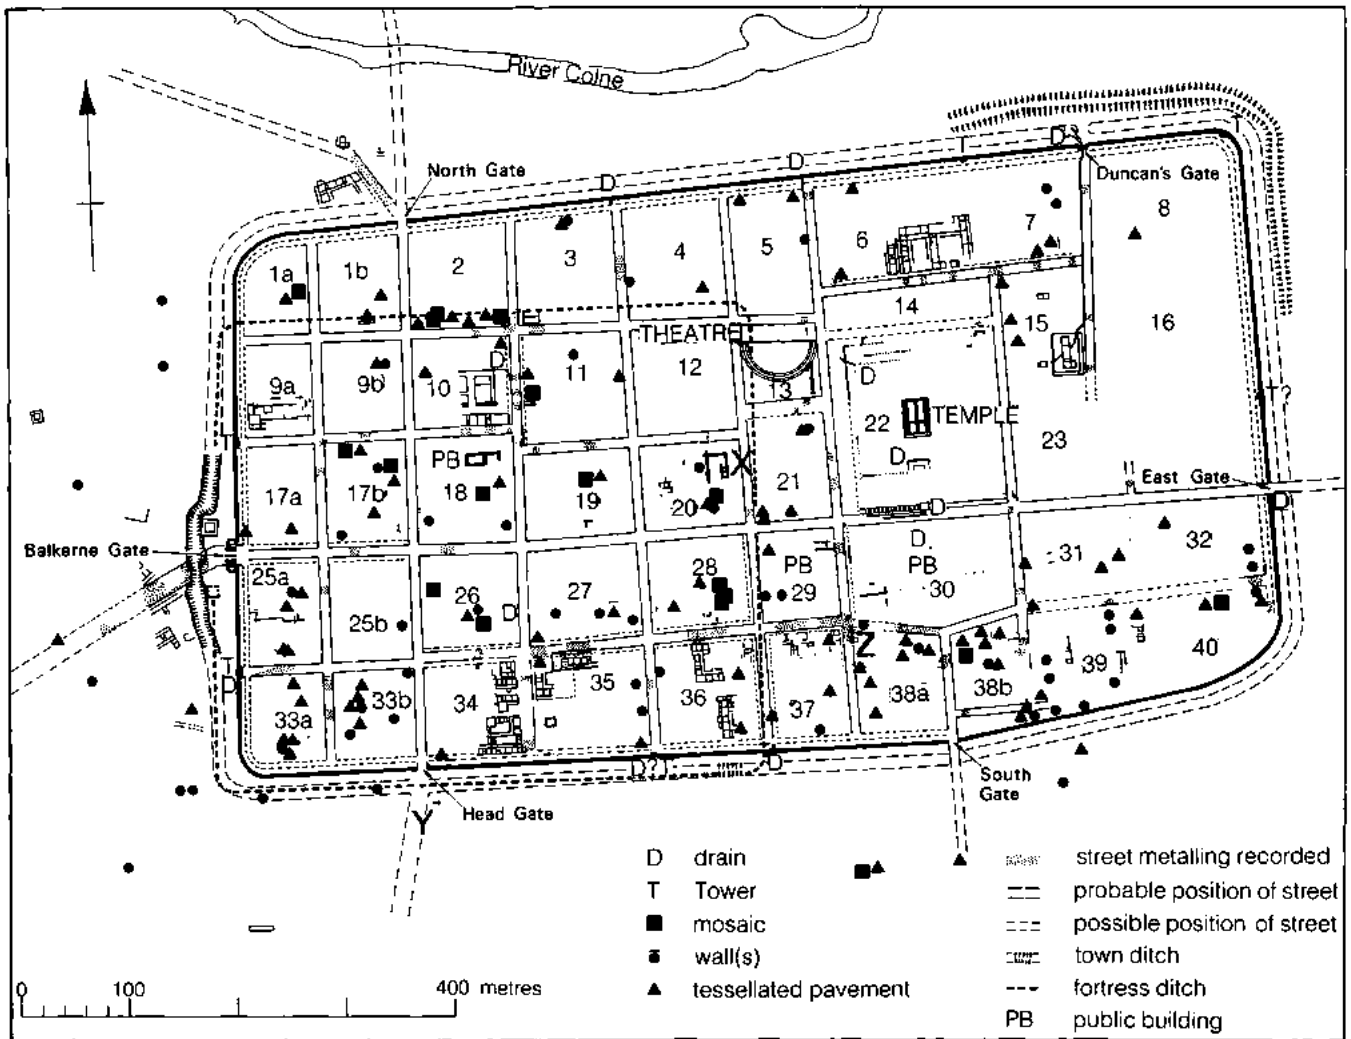 River Colne
D
T
D
D
North Gate
Duncan's Gate
8
7
6
5
4
3
2
1b
1a
14
THEATRE
15
16
D
D
T?
9a
9b
10
11
12
13
22
TEMPLE
T
23
PB
X
D
East Gate
17a
17b
18
19
20
21
D
D
D
Balkerne Gate
PB
PB
25a
25b
26
D
27
28
29
30
31
32
T
D
Z
33a
33b
34
35
36
37
38a
38b
39
40
D?
D
South
Gate
Head Gate
Y
D drain
T Tower
mosaic
wall(s)
tessellated pavement
street metalling recorded
probable position of street
possible position of street
town ditch
fortress ditch
PB public building
0 100 400 metres